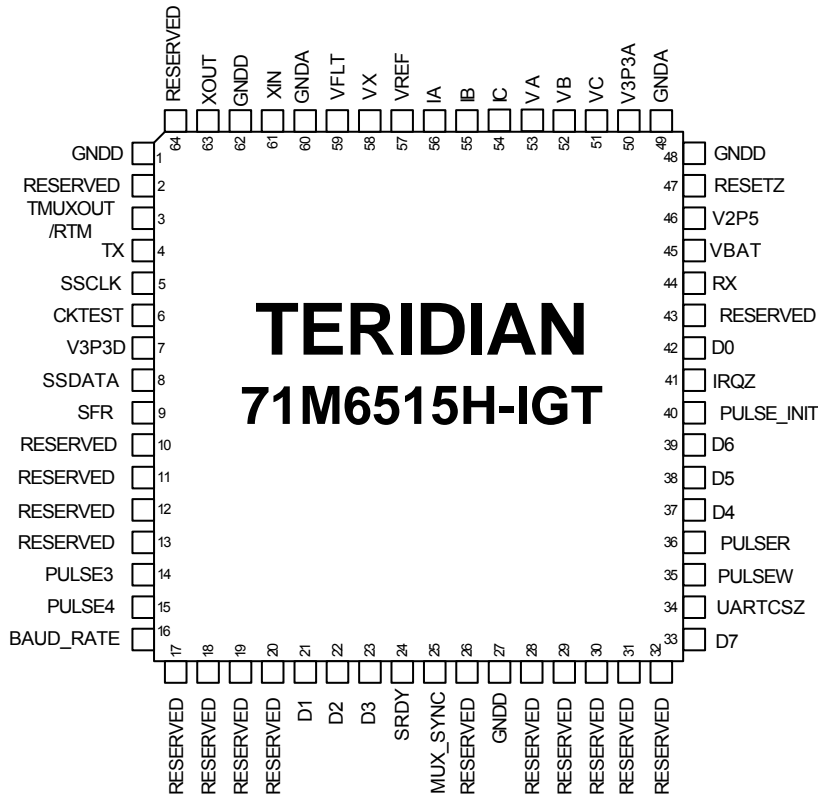 RESERVED
XOUT
GNDD
XIN
GNDA
VFLT
VX
VREF
IA
IB
IC
VA
VB
VC
V3P3A
GNDA
64
63
62
61
60
59
58
57
56
55
54
53
52
51
50
49
GNDD 1
RESERVED 2
TMUXOUT
/RTM 3
TX 4
SSCLK 5
CKTEST 6
V3P3D 7
SSDATA 8
SFR 9
RESERVED 10
RESERVED 11
RESERVED 12
RESERVED 13
PULSE3 14
PULSE4 15
BAUD_RATE 16
TERIDIAN
71M6515H-IGT
48 GNDD
47 RESETZ
46 V2P5
45 VBAT
44 RX
43 RESERVED
42 D0
41 IRQZ
40 PULSE_INIT
39 D6
38 D5
37 D4
36 PULSER
35 PULSEW
34 UARTCSZ
33 D7
17
18
19
20
21
22
23
24
25
26
27
28
29
30
31
32
RESERVED
RESERVED
RESERVED
RESERVED
D1
D2
D3
SRDY
MUX_SYNC
RESERVED
GNDD
RESERVED
RESERVED
RESERVED
RESERVED
RESERVED